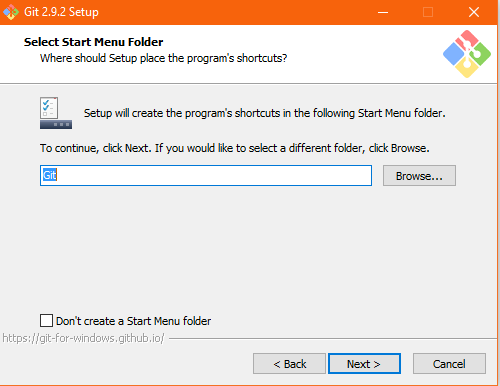 Git 2.9.2 Setup
Select Start Menu Folder
Where should Setup place the program's shortcuts?
Setup will create the program's shortcuts in the following Start Menu folder.
To continue, click Next. If you would like to select a different folder, click Browse.
Git
Browse...
Don't create a Start Menu folder
https://git-for-windows.github.io/
< Back
Next >
Cancel